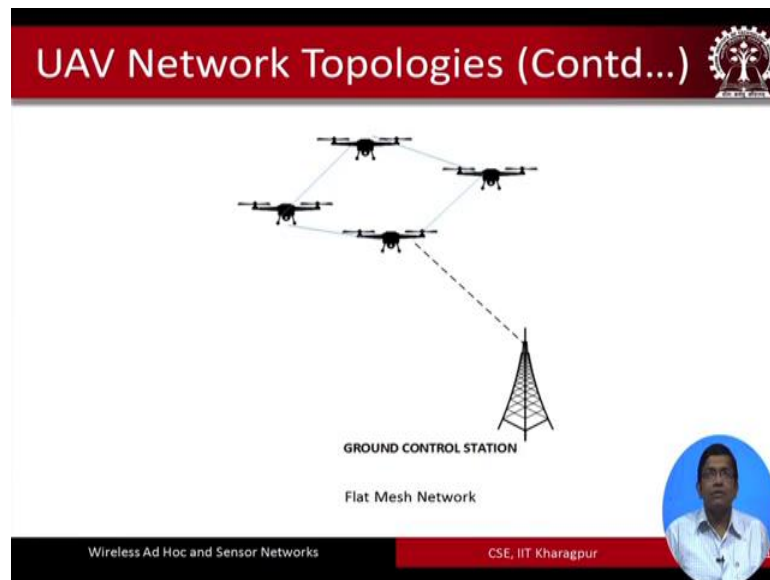 UAV Network Topologies (Contd...)
GROUND CONTROL STATION
Flat Mesh Network
Wireless Ad Hoc and Sensor Networks
CSE, IIT Kharagpur